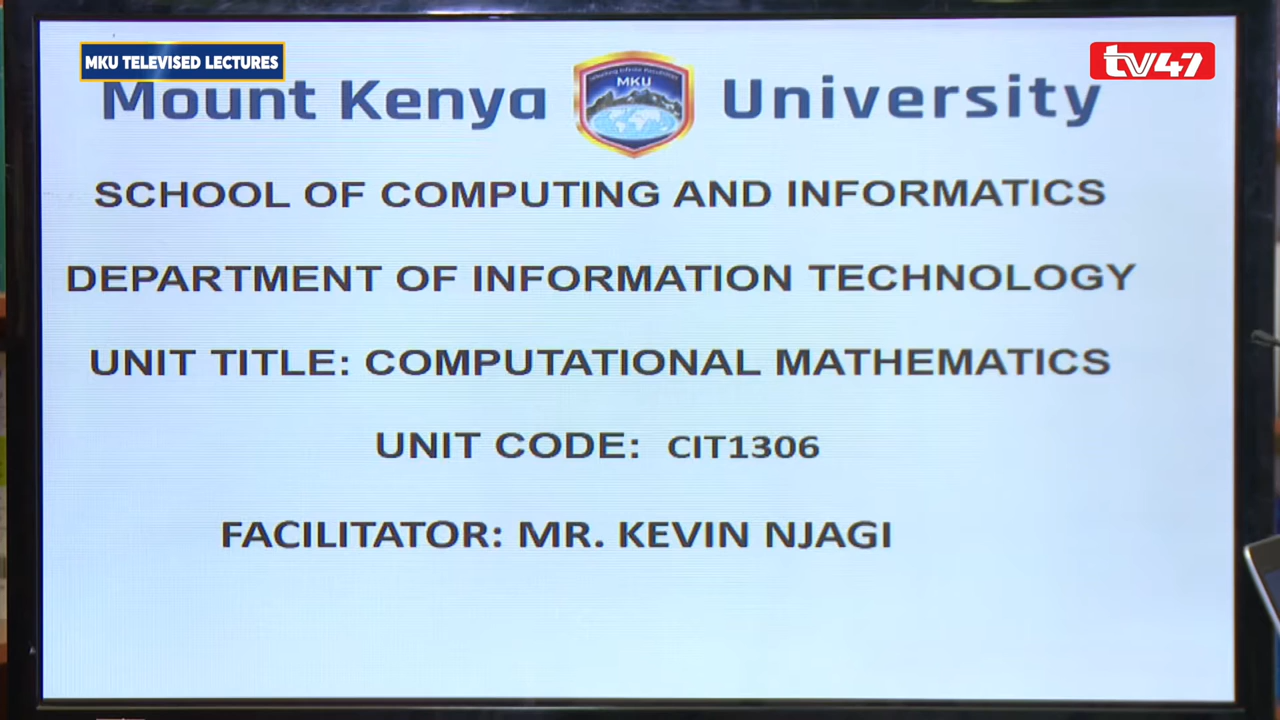 MKU TELEVISED LECTURES
tv47
Mount Kenya University
MKU
SCHOOL OF COMPUTING AND INFORMATICS
DEPARTMENT OF INFORMATION TECHNOLOGY
UNIT TITLE: COMPUTATIONAL MATHEMATICS
UNIT CODE: CIT1306
FACILITATOR: MR. KEVIN NJAGI